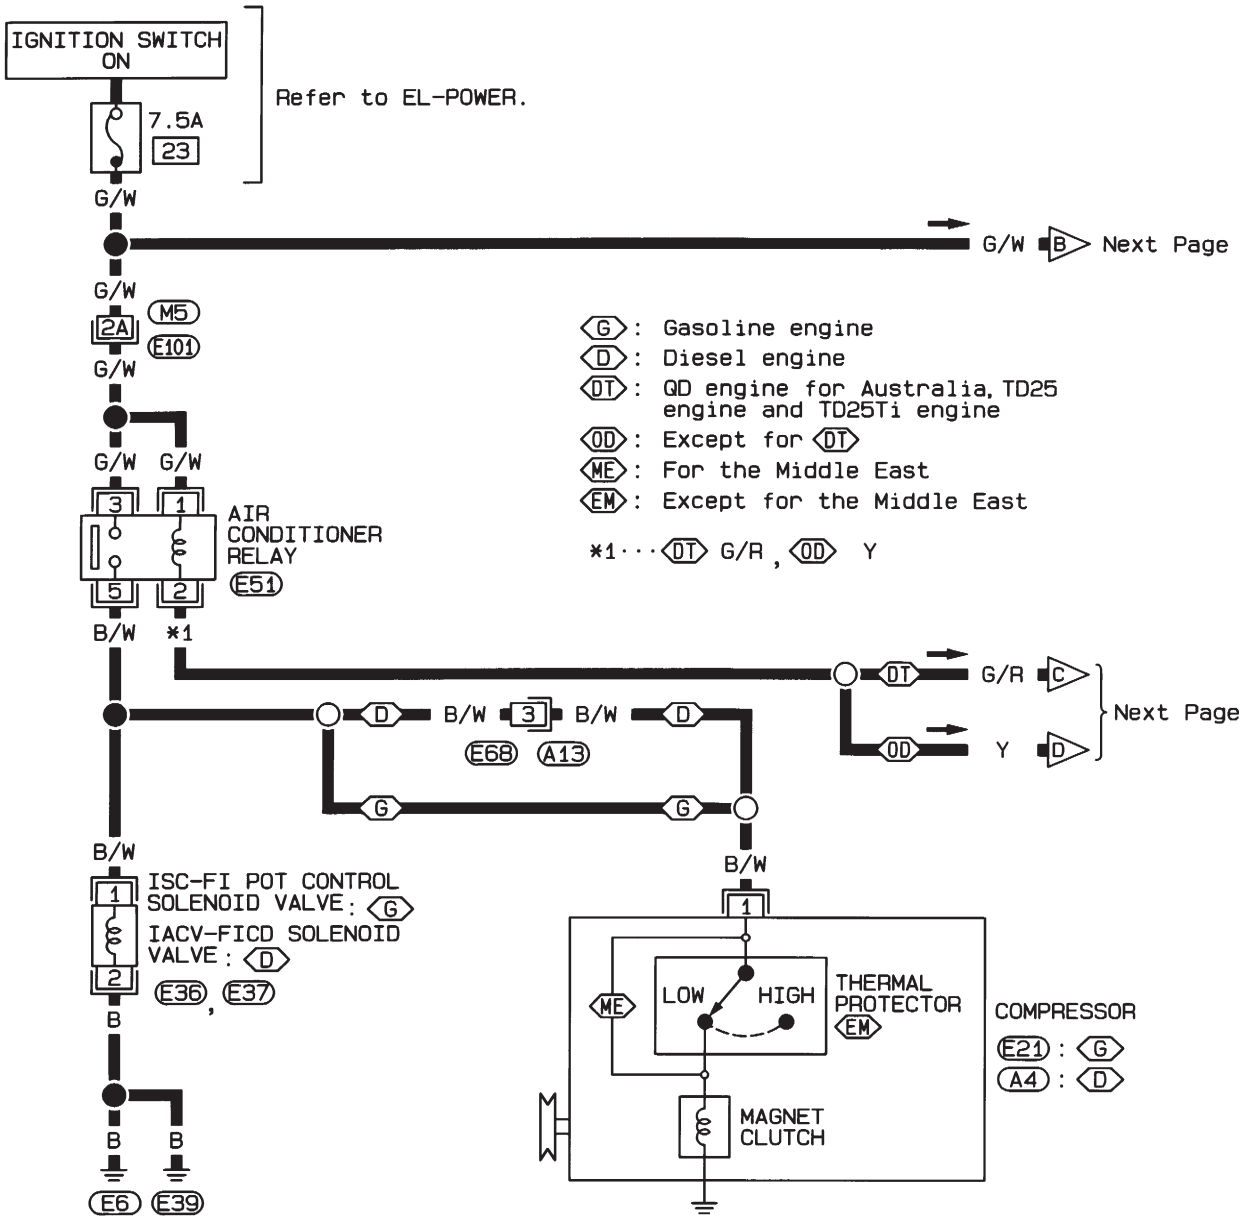 IGNITION SWITCH
ON
Refer to EL-POWER.
7.5A
23
G/W
G/W B Next Page
G/W
M5
2A
E101
G/W
G : Gasoline engine
D : Diesel engine
DT : QD engine for Australia, TD25
engine and TD25Ti engine
OD : Except for DT
ME : For the Middle East
EM : Except for the Middle East
*1··· DT G/R , OD Y
G/W G/W
3 1
AIR
CONDITIONER
RELAY
E51
5 2
B/W *1
DT G/R C
Next Page
OD Y D
D B/W 3 B/W D
E68 A13
G G
B/W
B/W
1
ISC-FI POT CONTROL
SOLENOID VALVE: G
IACV-FICD SOLENOID
VALVE: D
2
E36 , E37
B
B B
E6 E39
1
ME
LOW HIGH
THERMAL
PROTECTOR
EM
MAGNET
CLUTCH
COMPRESSOR
E21 : G
A4 : D